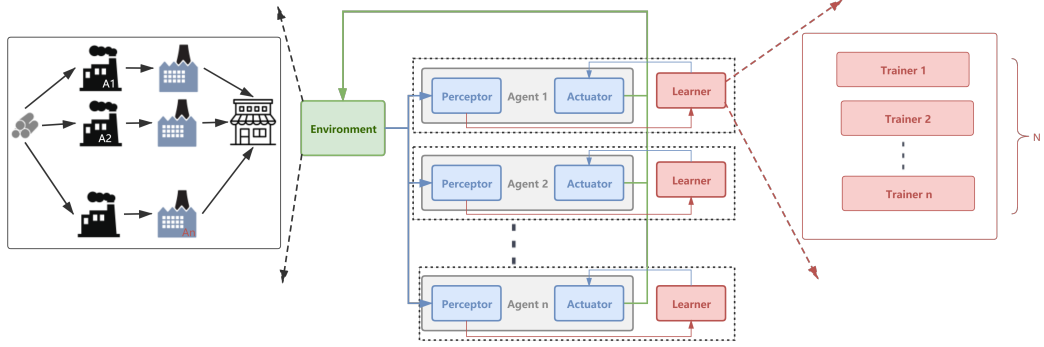 A1
A2
An
Environment
Perceptor Agent 1 Actuator Learner
Perceptor Agent 2 Actuator Learner
Perceptor Agent n Actuator Learner
Trainer 1
Trainer 2
Trainer n
N